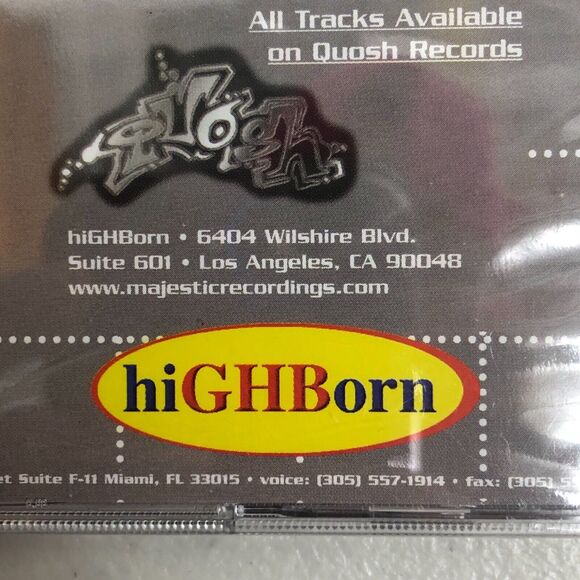 All Tracks Available
on Quosh Records
Quosh
hiGHBorn • 6404 Wilshire Blvd.
Suite 601 • Los Angeles, CA 90048
www.majesticrecordings.com
hiGHBorn
Suite F-11 Miami, FL 33015 • voice: (305) 557-1914 • fax: (305)